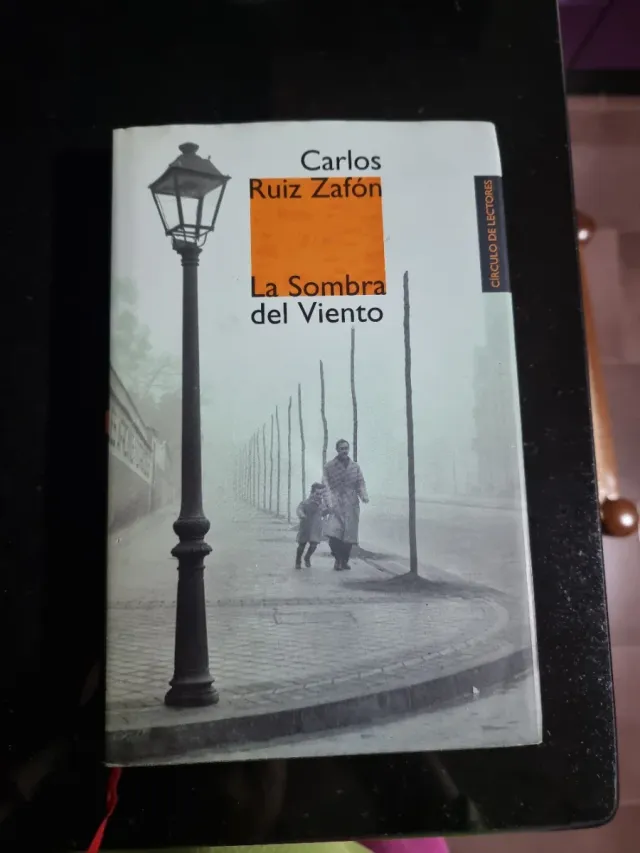 Carlos
Ruiz Zafón
La Sombra
del Viento
CÍRCULO DE LECTORES